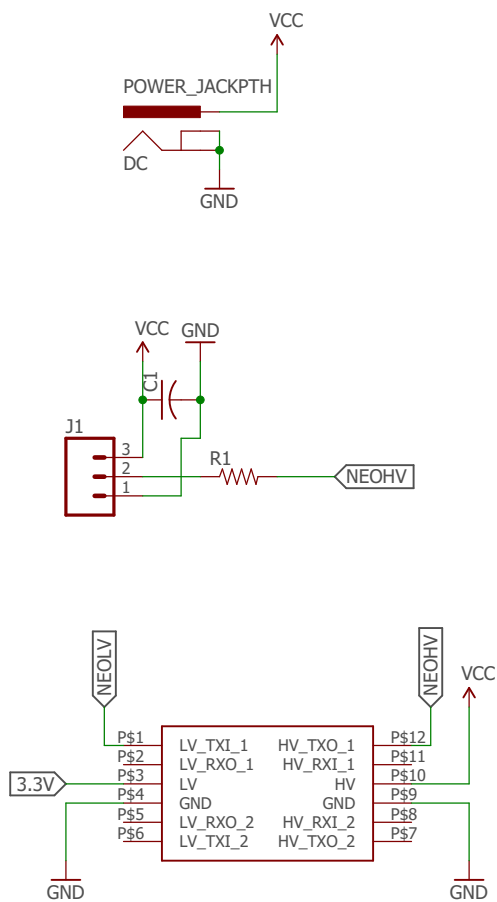 VCC
POWER_JACKPTH
DC
GND
VCC GND
C1
J1
3
2
1
R1
NEOHV
NEOLV
NEOHV
VCC
P$1 LV_TXI_1 HV_TXO_1 P$12
P$2 LV_RXO_1 HV_RXI_1 P$11
3.3V P$3 LV HV P$10
P$4 GND GND P$9
P$5 LV_RXO_2 HV_RXI_2 P$8
P$6 LV_TXI_2 HV_TXO_2 P$7
GND GND